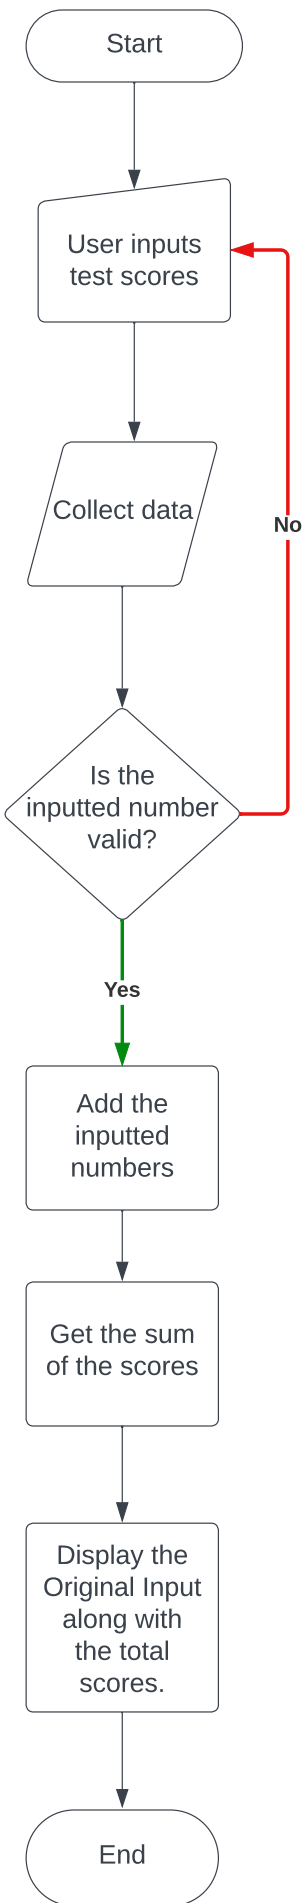 Start
User inputs
test scores
Collect data
No
Is the
inputted number
valid?
Yes
Add the
inputted
numbers
Get the sum
of the scores
Display the
Original Input
along with
the total
scores.
End